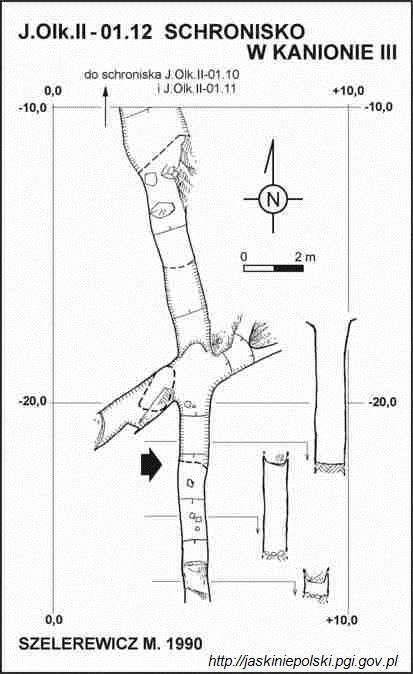 J.Olk.II - 01.12 SCHRONISKO
W KANIONIE III
do schroniska J.Olk.II-01.10
i J.Olk.II-01.11
0,0
+10,0
-10,0
-10,0
N
0 2 m
-20,0
-20,0
0,0
+10,0
SZELEREWICZ M. 1990
http://jaskiniepolski.pgi.gov.pl